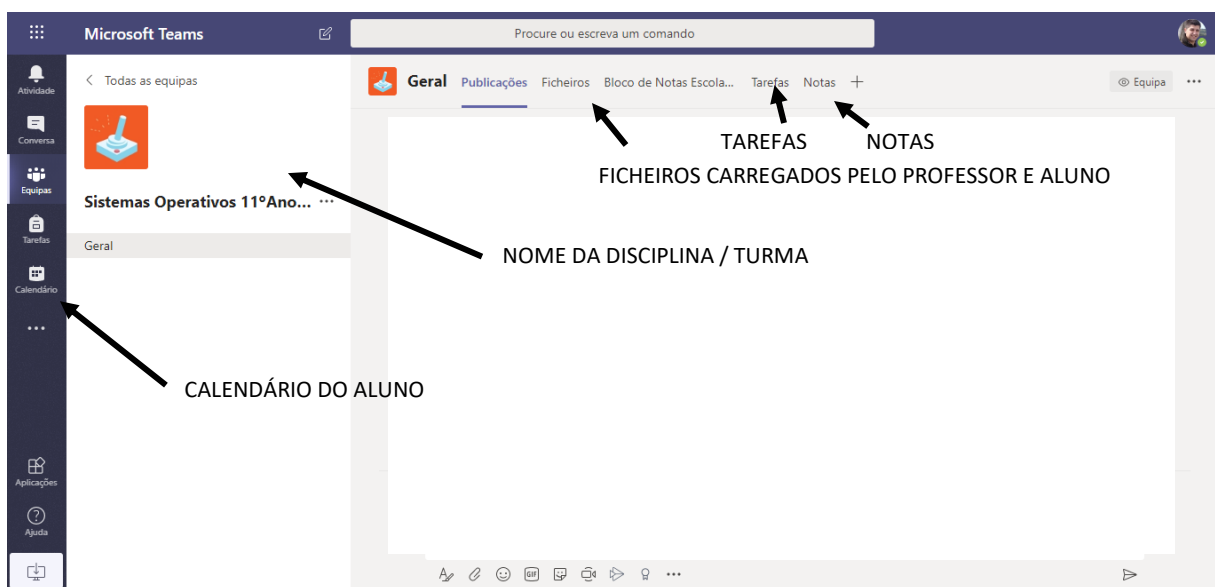 Microsoft Teams
Procure ou escreva um comando
Atividade
Conversa
Equipas
Tarefas
Calendário
Aplicações
Ajuda
Todas as equipas
Sistemas Operativos 11ºAno...
Geral
Geral Publicações Ficheiros Bloco de Notas Escola... Tarefas Notas
Equipa
TAREFAS NOTAS
FICHEIROS CARREGADOS PELO PROFESSOR E ALUNO
NOME DA DISCIPLINA / TURMA
CALENDÁRIO DO ALUNO
GIF